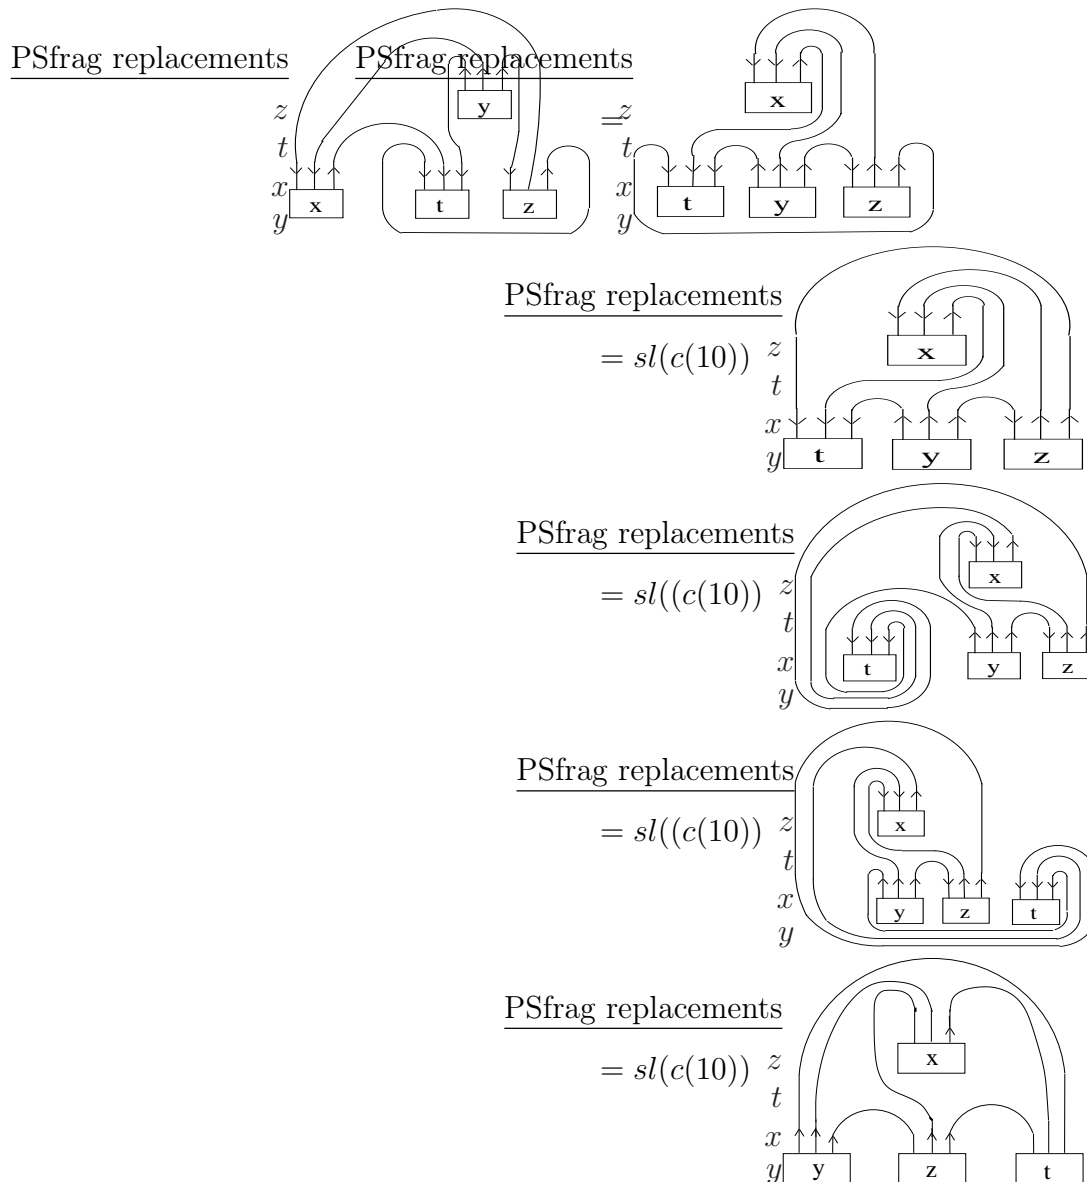 PSfrag replacements PSfrag replacements
z y = z x
t t
x x t z x t y z
y y
PSfrag replacements
= sl(c(10)) z x
t
x
y t y z
PSfrag replacements
= sl((c(10)) z x
t
x t y z
y
PSfrag replacements
= sl((c(10)) z x
t
x y z t
y
PSfrag replacements
= sl(c(10)) z x
t
x
y y z t